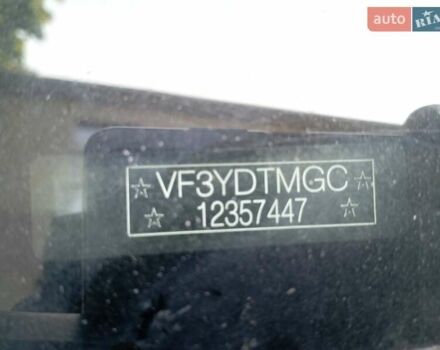 auto RIA
☆ VF3YDTMGC ☆
☆ 12357447 ☆